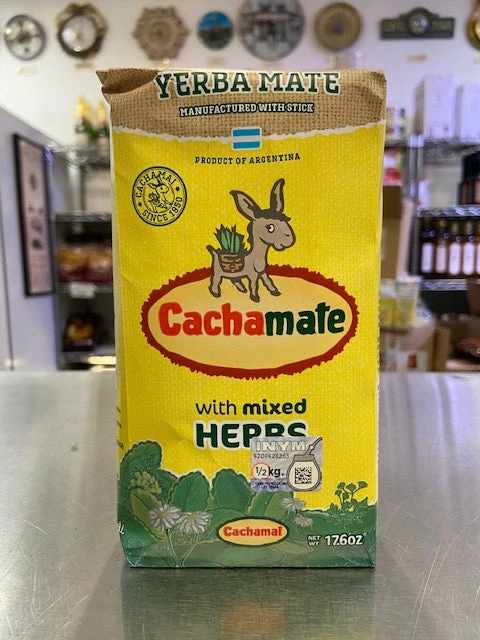 YERBA MATE
MANUFACTURED WITH STICK
PRODUCT OF ARGENTINA
CACHAMAI
SINCE 1950
Cachamate
with mixed
HERBS
INYM
1/2 kg.
Cachamai
NET WT 17.6oz